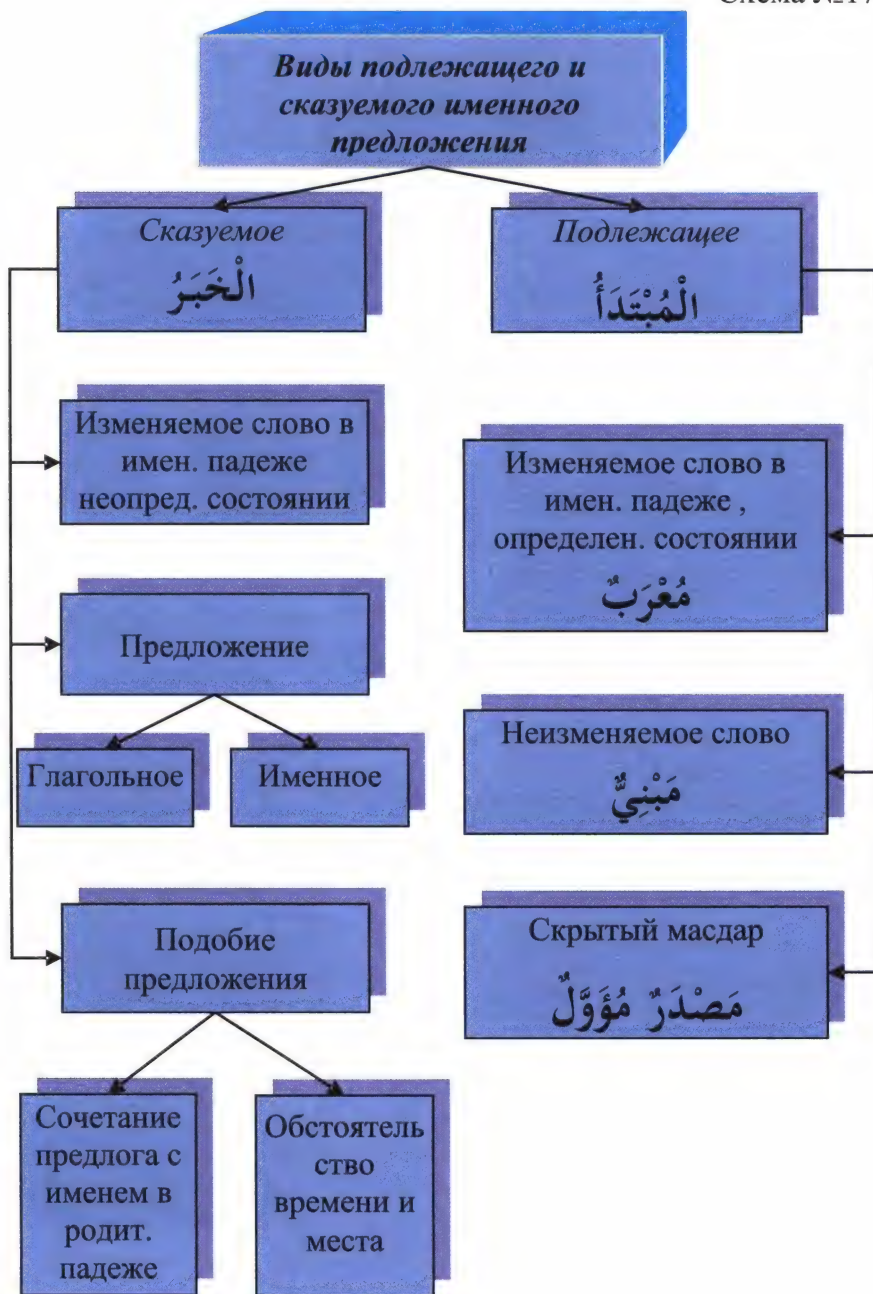 Виды подлежащего и
сказуемого именного
предложения
Сказуемое
الْخَبَرُ
Подлежащее
الْمُبْتَدَأُ
Изменяемое слово в
имен. падеже
неопред. состоянии
Изменяемое слово в
имен. падеже ,
определен. состоянии
مُعْرَبٌ
Предложение
Глагольное
Именное
Неизменяемое слово
مَبْنِيٌّ
Подобие
предложения
Скрытый масдар
مَصْدَرٌ مُؤَوَّلٌ
Сочетание
предлога с
именем в
родит.
падеже
Обстоятель
ство
времени и
места